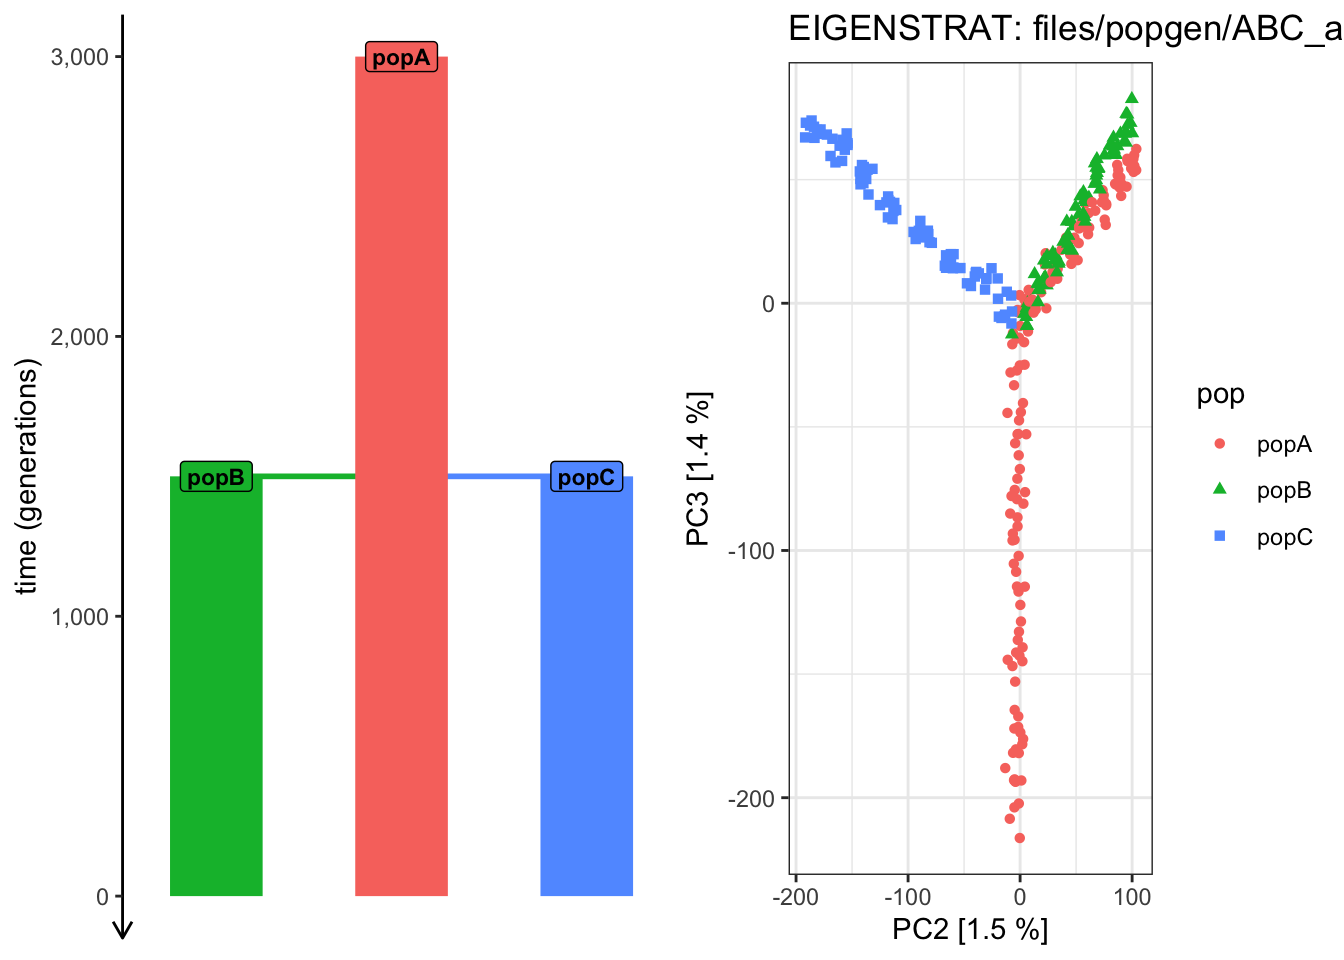 3,000
2,000
1,000
0
time (generations)
popA
popB
popC
EIGENSTRAT: files/popgen/ABC_a
0
-100
-200
PC3 [1.4 %]
-200
-100
0
100
PC2 [1.5 %]
pop
popA
popB
popC